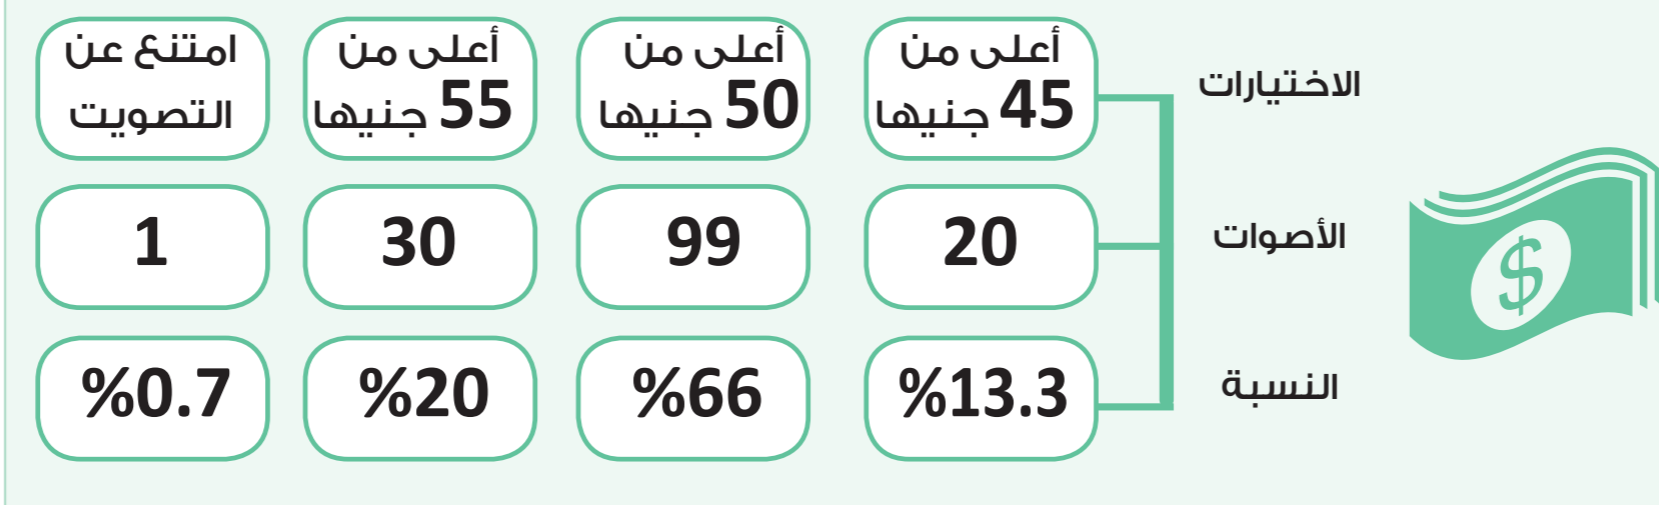 الاختيارات
أعلى من
45 جنيها
أعلى من
50 جنيها
أعلى من
55 جنيها
امتنع عن
التصويت
الأصوات
20
99
30
1
النسبة
%13.3
%66
%20
%0.7
$